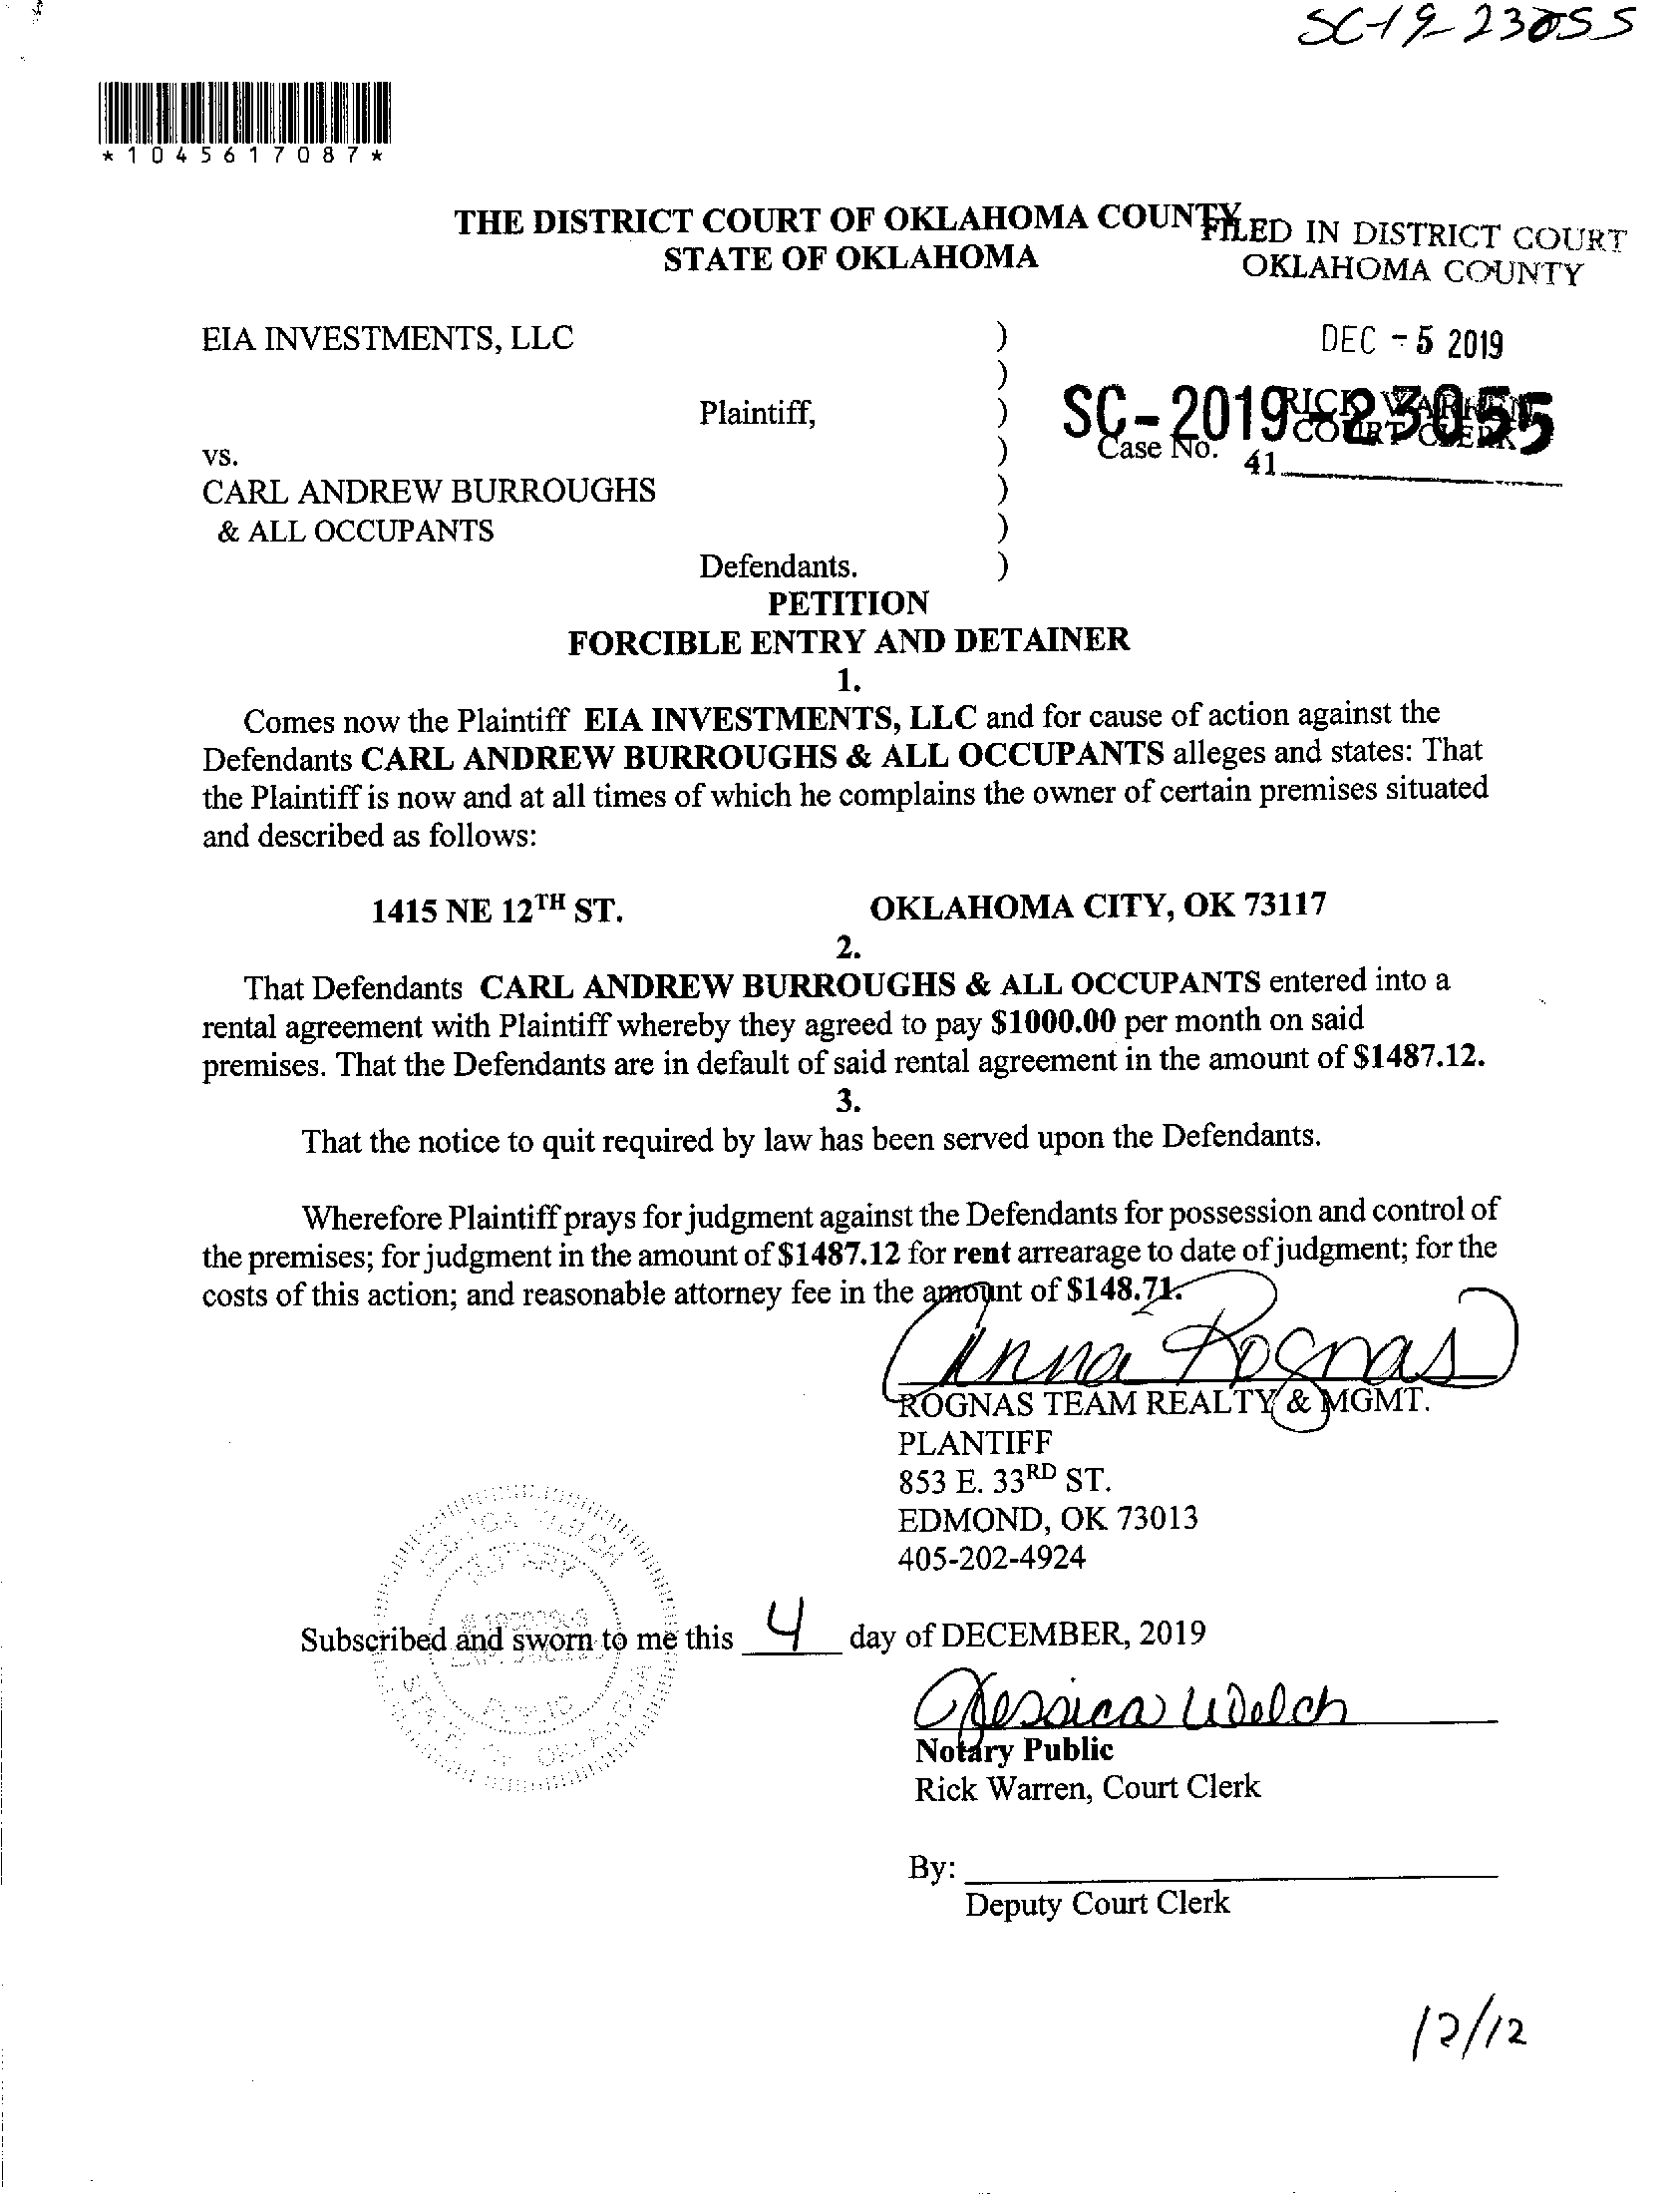 SC-19-23055
*1045617087*
THE DISTRICT COURT OF OKLAHOMA COUNTY
STATE OF OKLAHOMA
FILED IN DISTRICT COURT
OKLAHOMA COUNTY
EIA INVESTMENTS, LLC )
DEC - 5 2019
)
Plaintiff, )
SC-2019-23055
RICK WARREN
COURT CLERK
Case No. 41
vs. )
CARL ANDREW BURROUGHS )
& ALL OCCUPANTS )
Defendants. )
PETITION
FORCIBLE ENTRY AND DETAINER
1.
Comes now the Plaintiff EIA INVESTMENTS, LLC and for cause of action against the
Defendants CARL ANDREW BURROUGHS & ALL OCCUPANTS alleges and states: That
the Plaintiff is now and at all times of which he complains the owner of certain premises situated
and described as follows:
1415 NE 12TH ST. OKLAHOMA CITY, OK 73117
2.
That Defendants CARL ANDREW BURROUGHS & ALL OCCUPANTS entered into a
rental agreement with Plaintiff whereby they agreed to pay $1000.00 per month on said
premises. That the Defendants are in default of said rental agreement in the amount of $1487.12.
3.
That the notice to quit required by law has been served upon the Defendants.
Wherefore Plaintiff prays for judgment against the Defendants for possession and control of
the premises; for judgment in the amount of $1487.12 for rent arrearage to date of judgment; for the
costs of this action; and reasonable attorney fee in the amount of $148.71.
Anna Rognas
ROGNAS TEAM REALTY & MGMT.
PLANTIFF
853 E. 33RD ST.
EDMOND, OK 73013
405-202-4924
Subscribed and sworn to me this 4 day of DECEMBER, 2019
Jessica Welch
Notary Public
Rick Warren, Court Clerk
By:
Deputy Court Clerk
12/12